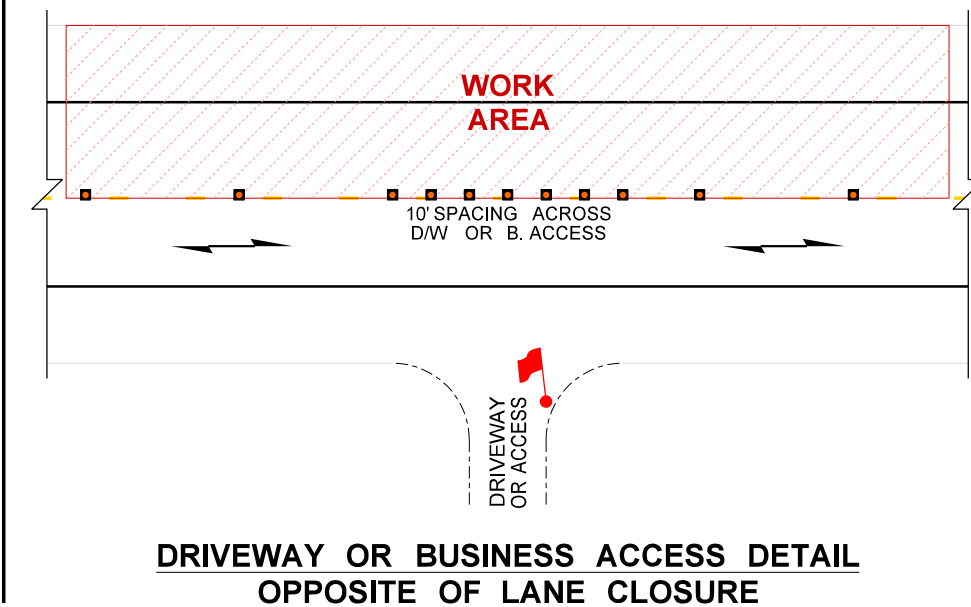 WORK
AREA
10' SPACING ACROSS
D/W OR B. ACCESS
DRIVEWAY
OR ACCESS
DRIVEWAY OR BUSINESS ACCESS DETAIL
OPPOSITE OF LANE CLOSURE